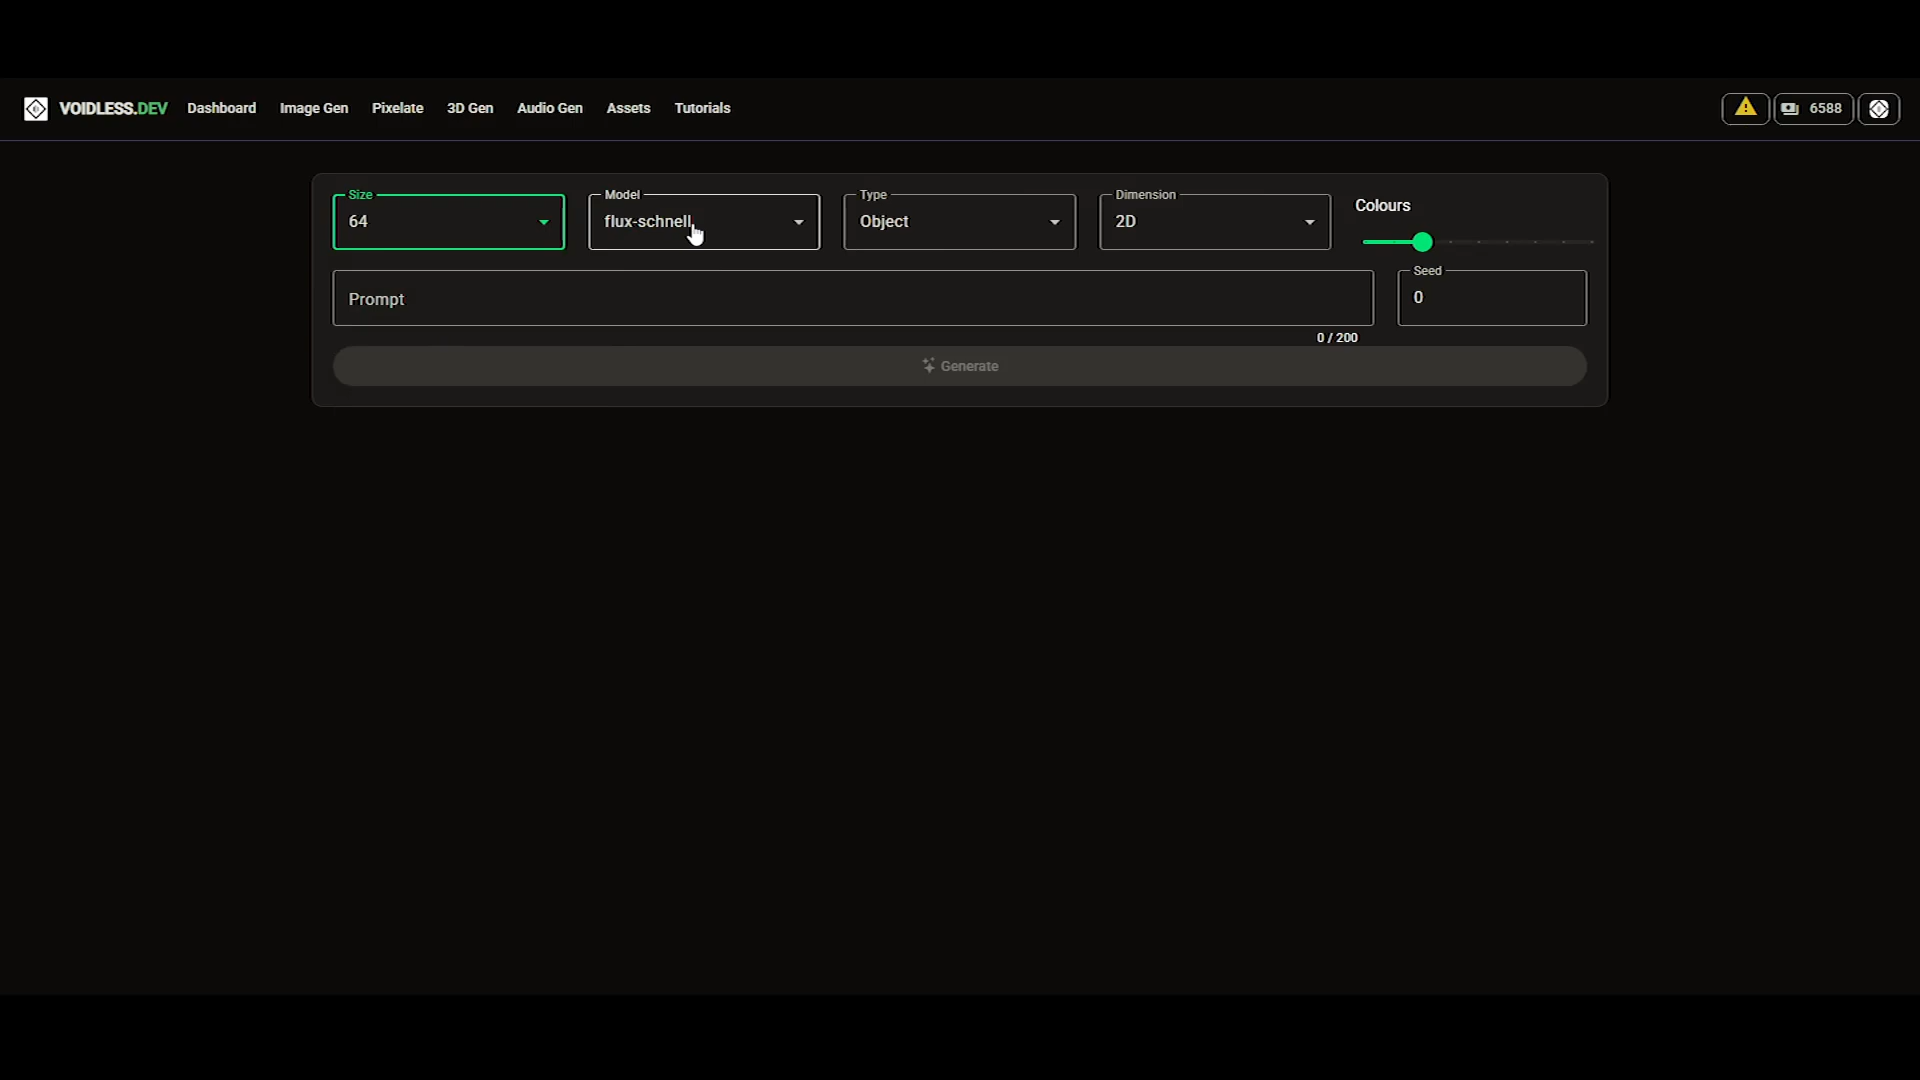 VOIDLESS.DEV Dashboard Image Gen Pixelate 3D Gen Audio Gen Assets Tutorials 6588
Size Model Type Dimension Colours
64 flux-schnell Object 2D
Prompt Seed
0
0 / 200
Generate